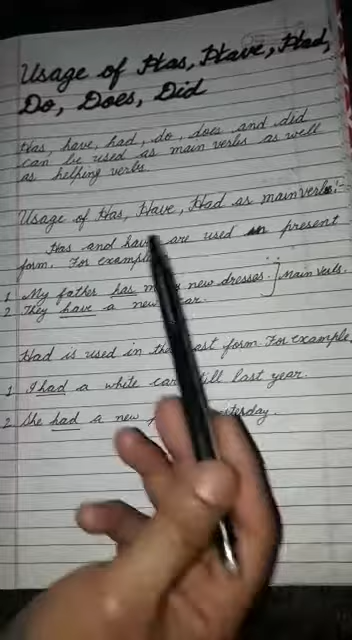 Usage of Has, Have, Had,
Do, Does, Did
Has, have, had, do, does and did
can be used as main verbs as well
as helping verbs.
Usage of Has, Have, Had as main verbs:-
Has and have are used in present
form. For example
1 My father has many new dresses.
2 They have a new car.
Main verbs.
Had is used in the past form. For example,
1 I had a white car till last year.
2 She had a new yesterday.